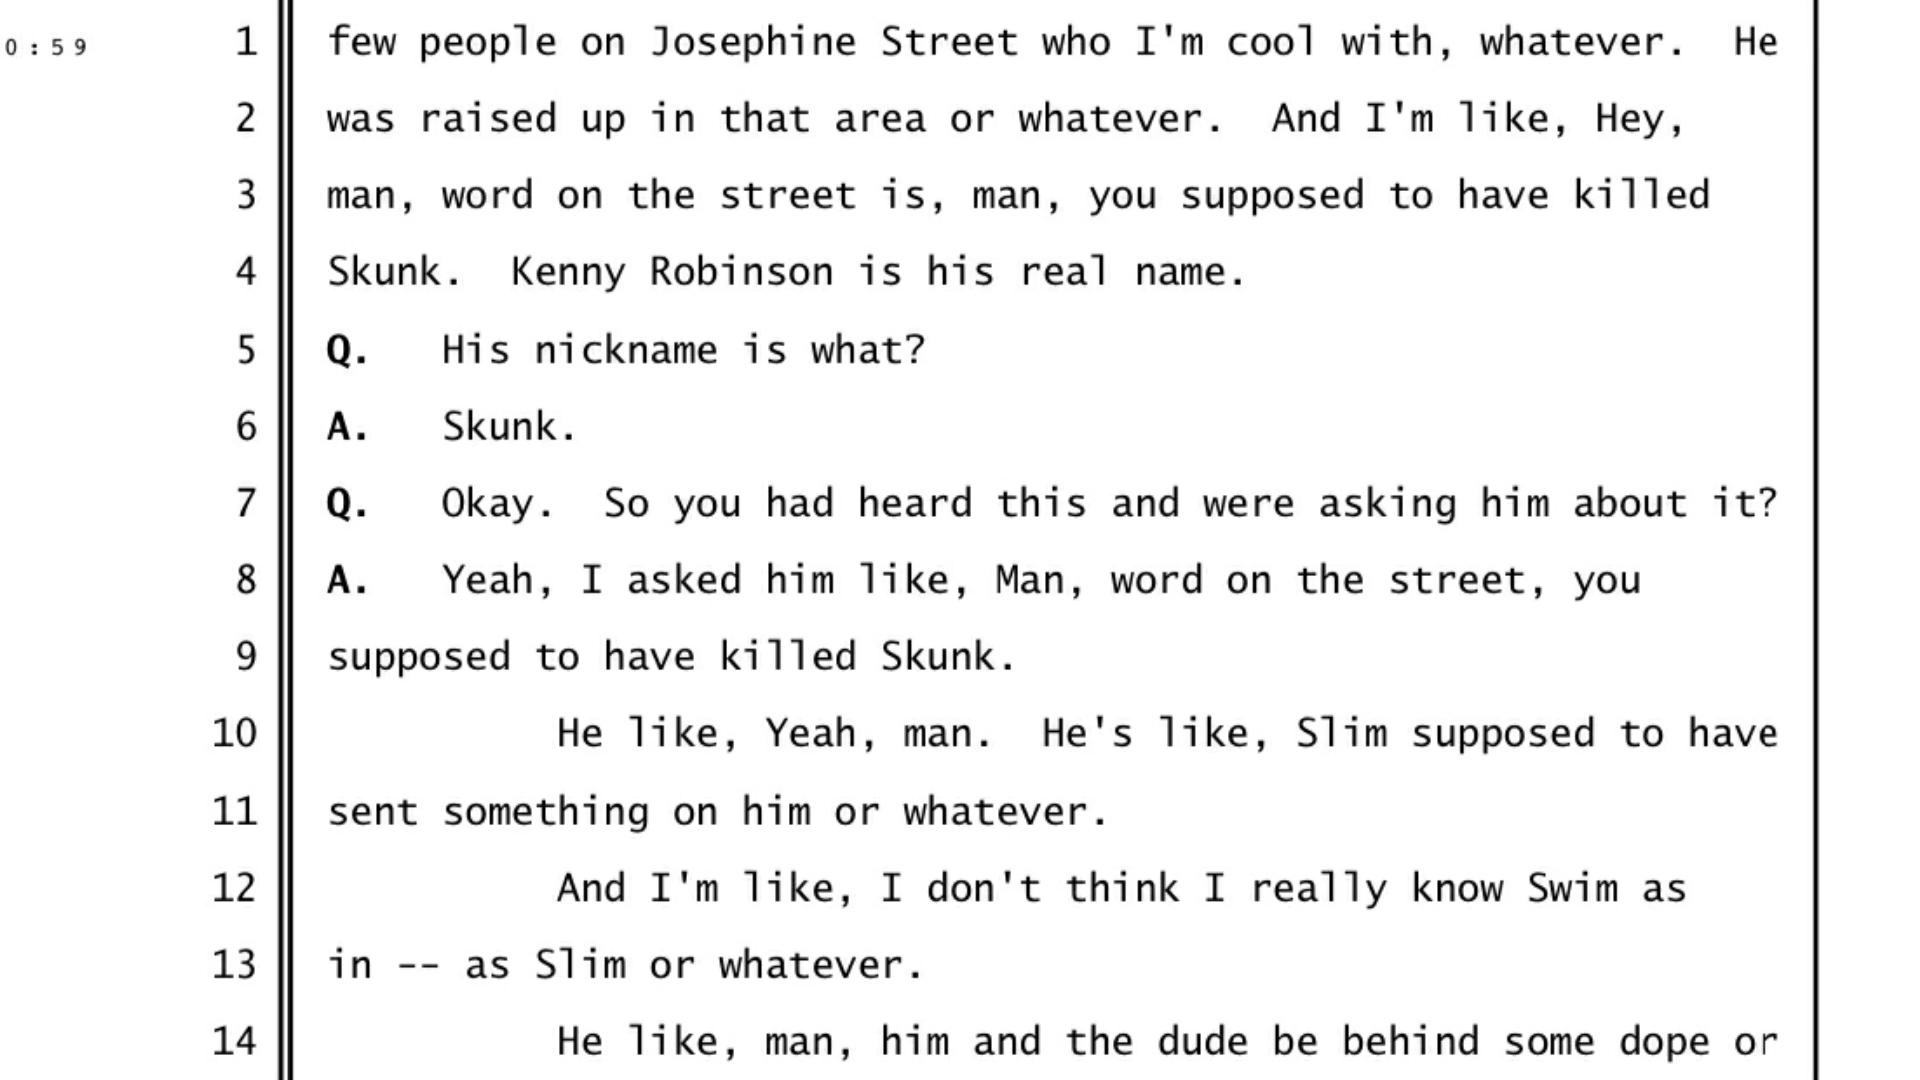 0:59
1 few people on Josephine Street who I'm cool with, whatever.  He
2 was raised up in that area or whatever.  And I'm like, Hey,
3 man, word on the street is, man, you supposed to have killed
4 Skunk.  Kenny Robinson is his real name.
5 Q.   His nickname is what?
6 A.   Skunk.
7 Q.   Okay.  So you had heard this and were asking him about it?
8 A.   Yeah, I asked him like, Man, word on the street, you
9 supposed to have killed Skunk.
10 He like, Yeah, man.  He's like, Slim supposed to have
11 sent something on him or whatever.
12 And I'm like, I don't think I really know Swim as
13 in -- as Slim or whatever.
14 He like, man, him and the dude be behind some dope or